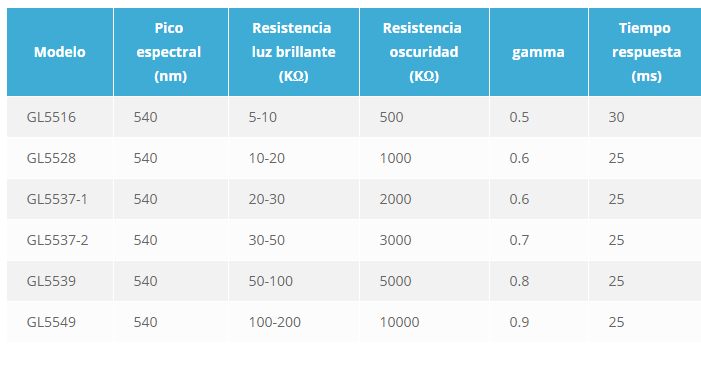 Modelo Pico espectral (nm) Resistencia luz brillante (KΩ) Resistencia oscuridad (KΩ) gamma Tiempo respuesta (ms)
GL5516 540 5-10 500 0.5 30
GL5528 540 10-20 1000 0.6 25
GL5537-1 540 20-30 2000 0.6 25
GL5537-2 540 30-50 3000 0.7 25
GL5539 540 50-100 5000 0.8 25
GL5549 540 100-200 10000 0.9 25